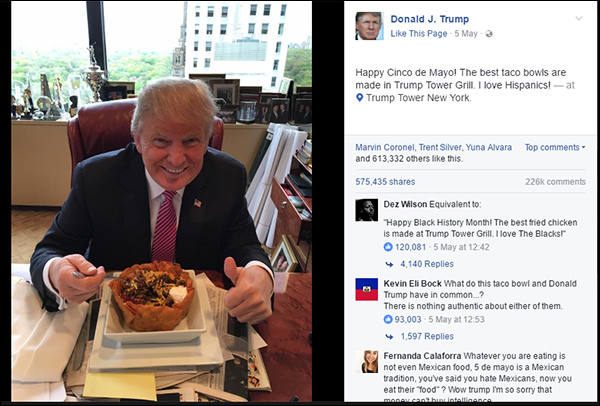 Donald J. Trump
Like This Page · 5 May ·
Happy Cinco de Mayo! The best taco bowls are
made in Trump Tower Grill. I love Hispanics! — at
Trump Tower New York.
Marvin Coronel, Trent Silver, Yuna Alvara
and 613,332 others like this.
Top comments
575,435 shares
226k comments
Dez Wilson Equivalent to:
"Happy Black History Month! The best fried chicken
is made at Trump Tower Grill. I love The Blacks!"
120,081 · 5 May at 12:42
4,140 Replies
Kevin Eli Bock What do this taco bowl and Donald
Trump have in common...?
There is nothing authentic about either of them.
93,003 · 5 May at 12:53
1,597 Replies
Fernanda Calaforra Whatever you are eating is
not even Mexican food, 5 de mayo is a Mexican
tradition, you've said you hate Mexicans, now you
eat their "food" ? Wow trump I'm so sorry that
money can't buy intelligence